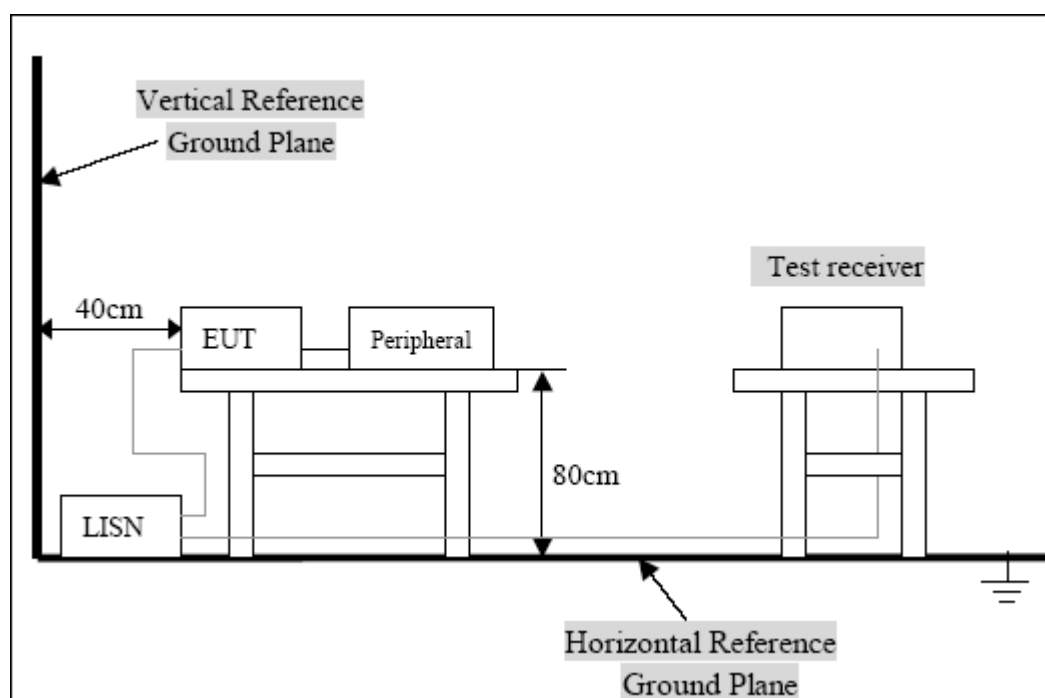 Vertical Reference
Ground Plane
Test receiver
40cm
EUT
Peripheral
80cm
LISN
Horizontal Reference
Ground Plane